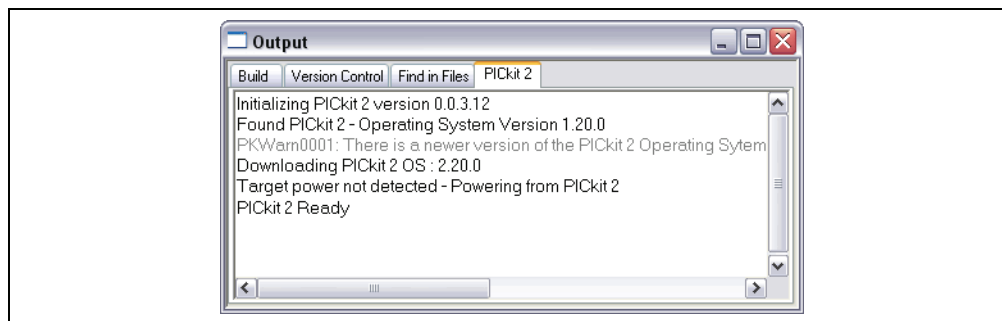 Output
Build Version Control Find in Files PICkit 2
Initializing PICkit 2 version 0.0.3.12
Found PICkit 2 - Operating System Version 1.20.0
PKWarn0001: There is a newer version of the PICkit 2 Operating Sytem
Downloading PICkit 2 OS : 2.20.0
Target power not detected - Powering from PICkit 2
PICkit 2 Ready